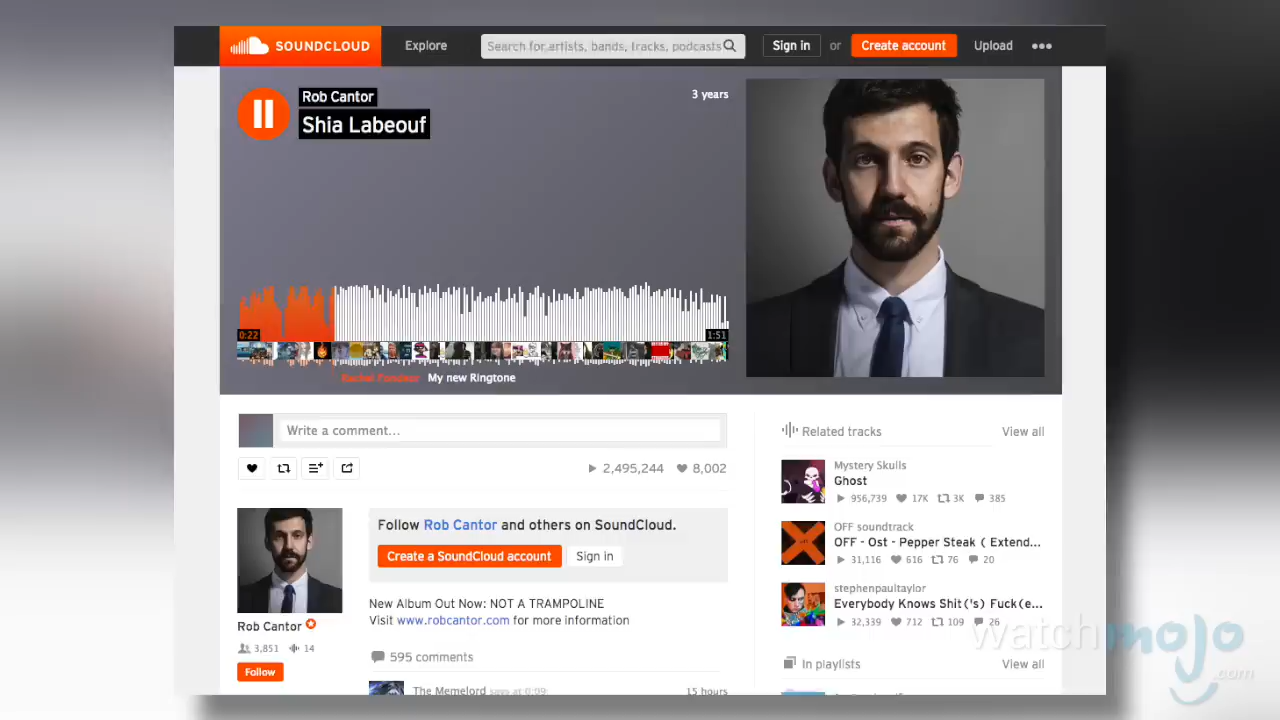 SOUNDCLOUD
Explore
Search for artists, bands, tracks, podcasts
Sign in or Create account Upload
Rob Cantor
Shia Labeouf
3 years
0:22
1:51
My new Ringtone
Write a comment...
2,495,244 8,002
Follow Rob Cantor and others on SoundCloud.
Create a SoundCloud account Sign in
New Album Out Now: NOT A TRAMPOLINE
Visit www.robcantor.com for more information
595 comments
The Memelord says at 0:09:
15 hours
Rob Cantor
3,851 14
Follow
Related tracks View all
Mystery Skulls
Ghost
956,739 17K 3K 385
OFF soundtrack
OFF - Ost - Pepper Steak ( Extend...
31,116 616 76 20
stephenpaultaylor
Everybody Knows Shit('s) Fuck(e...
32,339 712 109 26
In playlists View all
watchmojo
.com